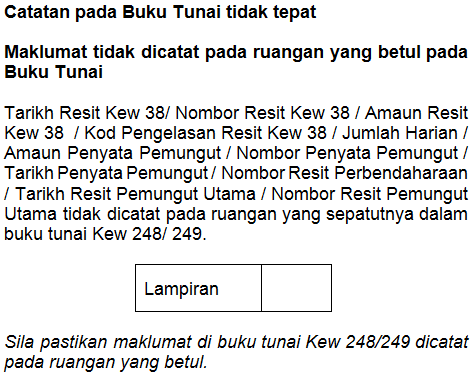 Catatan pada Buku Tunai tidak tepat
Maklumat tidak dicatat pada ruangan yang betul pada
Buku Tunai
Tarikh Resit Kew 38/ Nombor Resit Kew 38 / Amaun Resit
Kew 38  / Kod Pengelasan Resit Kew 38 / Jumlah Harian /
Amaun Penyata Pemungut / Nombor Penyata Pemungut /
Tarikh Penyata Pemungut / Nombor Resit Perbendaharaan
/ Tarikh Resit Pemungut Utama / Nombor Resit Pemungut
Utama tidak dicatat pada ruangan yang sepatutnya dalam
buku tunai Kew 248/ 249.
Lampiran
Sila pastikan maklumat di buku tunai Kew 248/249 dicatat
pada ruangan yang betul.